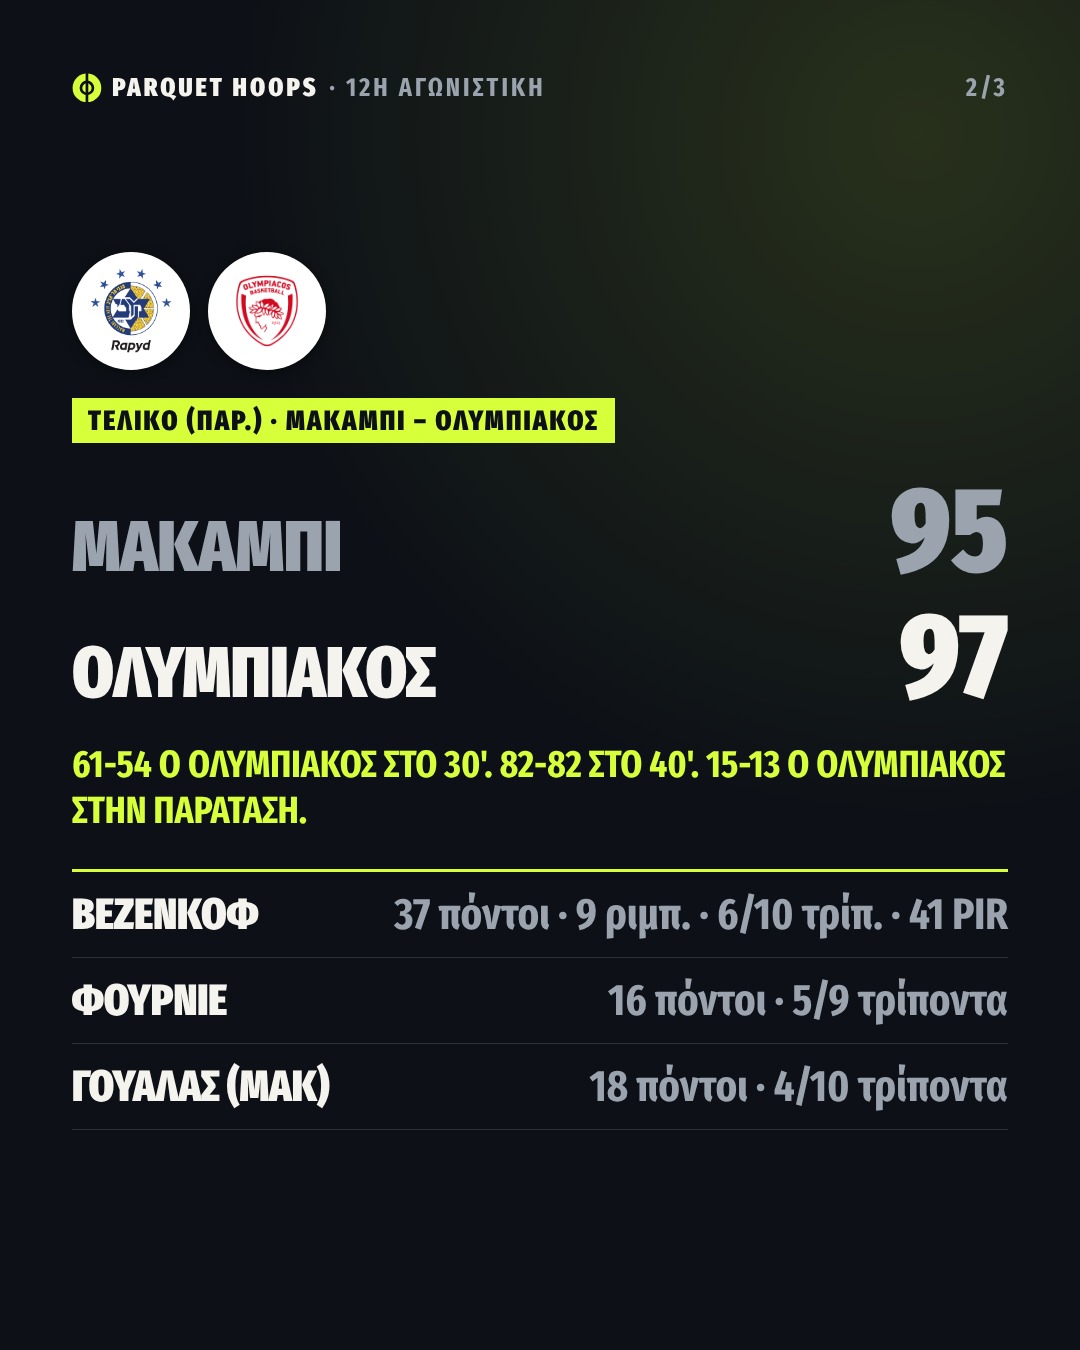 PARQUET HOOPS · 12Η ΑΓΩΝΙΣΤΙΚΗ 2/3
Rapyd
OLYMPIACOS
BASKETBALL
ΤΕΛΙΚΟ (ΠΑΡ.) · ΜΑΚΑΜΠΙ – ΟΛΥΜΠΙΑΚΟΣ
ΜΑΚΑΜΠΙ 95
ΟΛΥΜΠΙΑΚΟΣ 97
61-54 Ο ΟΛΥΜΠΙΑΚΟΣ ΣΤΟ 30'. 82-82 ΣΤΟ 40'. 15-13 Ο ΟΛΥΜΠΙΑΚΟΣ
ΣΤΗΝ ΠΑΡΑΤΑΣΗ.
ΒΕΖΕΝΚΟΦ 37 πόντοι · 9 ριμπ. · 6/10 τρίπ. · 41 PIR
ΦΟΥΡΝΙΕ 16 πόντοι · 5/9 τρίποντα
ΓΟΥΑΛΑΣ (ΜΑΚ) 18 πόντοι · 4/10 τρίποντα